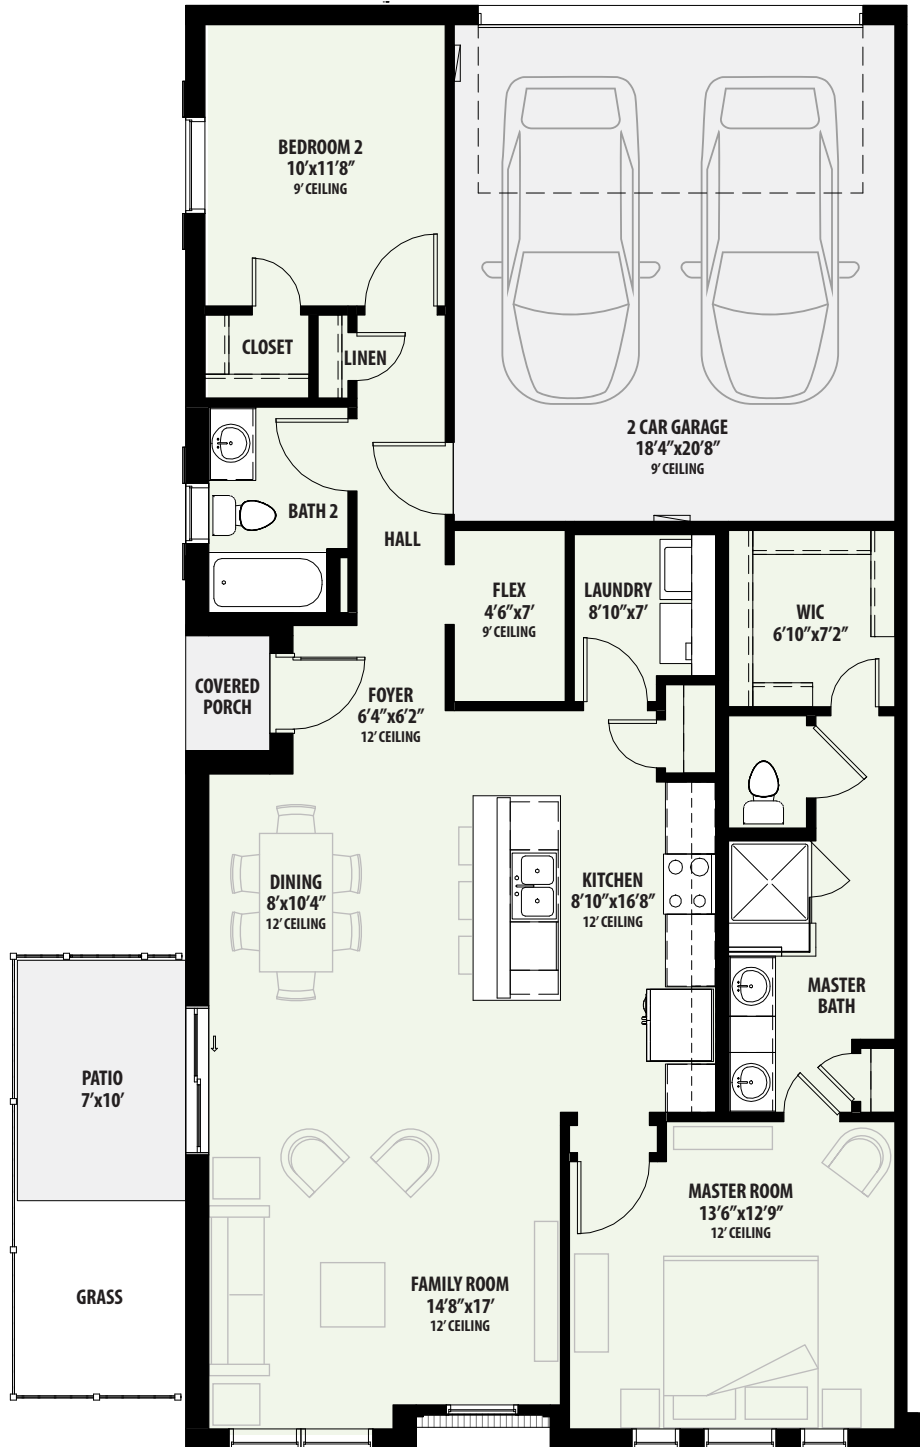 BEDROOM 2
10’x11’8”
9’ CEILING
CLOSET
LINEN
2 CAR GARAGE
18’4”x20’8”
9’ CEILING
BATH 2
HALL
FLEX
4’6”x7’
9’ CEILING
LAUNDRY
8’10”x7’
WIC
6’10”x7’2”
COVERED
PORCH
FOYER
6’4”x6’2”
12’ CEILING
DINING
8’x10’4”
12’ CEILING
KITCHEN
8’10”x16’8”
12’ CEILING
MASTER
BATH
PATIO
7’x10’
MASTER ROOM
13’6”x12’9”
12’ CEILING
GRASS
FAMILY ROOM
14’8”x17’
12’ CEILING